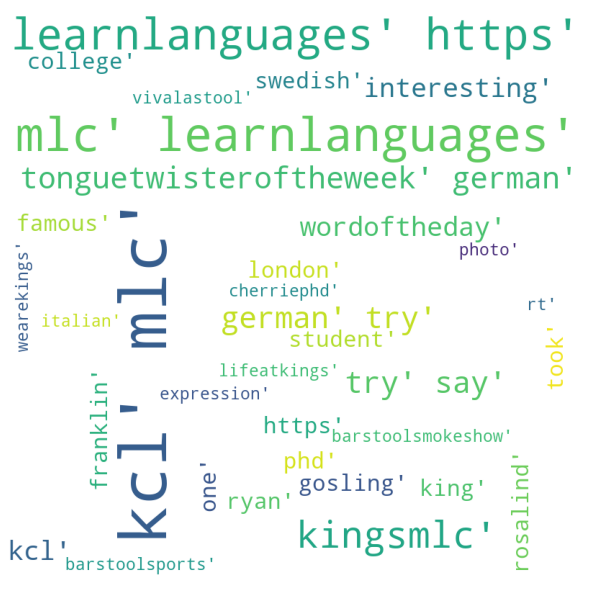 learnlanguages' https'
college'
swedish'
interesting'
vivalastool'
mlc' learnlanguages'
tonguetwisteroftheweek' german'
famous'
wordoftheday'
photo'
wearekings'
kcl' mlc'
london'
cherriephd'
rt'
italian'
german' try'
student'
took'
lifeatkings'
try' say'
franklin'
expression'
https'
barstoolsmokeshow'
phd'
one'
gosling'
king'
ryan'
rosalind'
kingsmlc'
kcl'
barstoolsports'